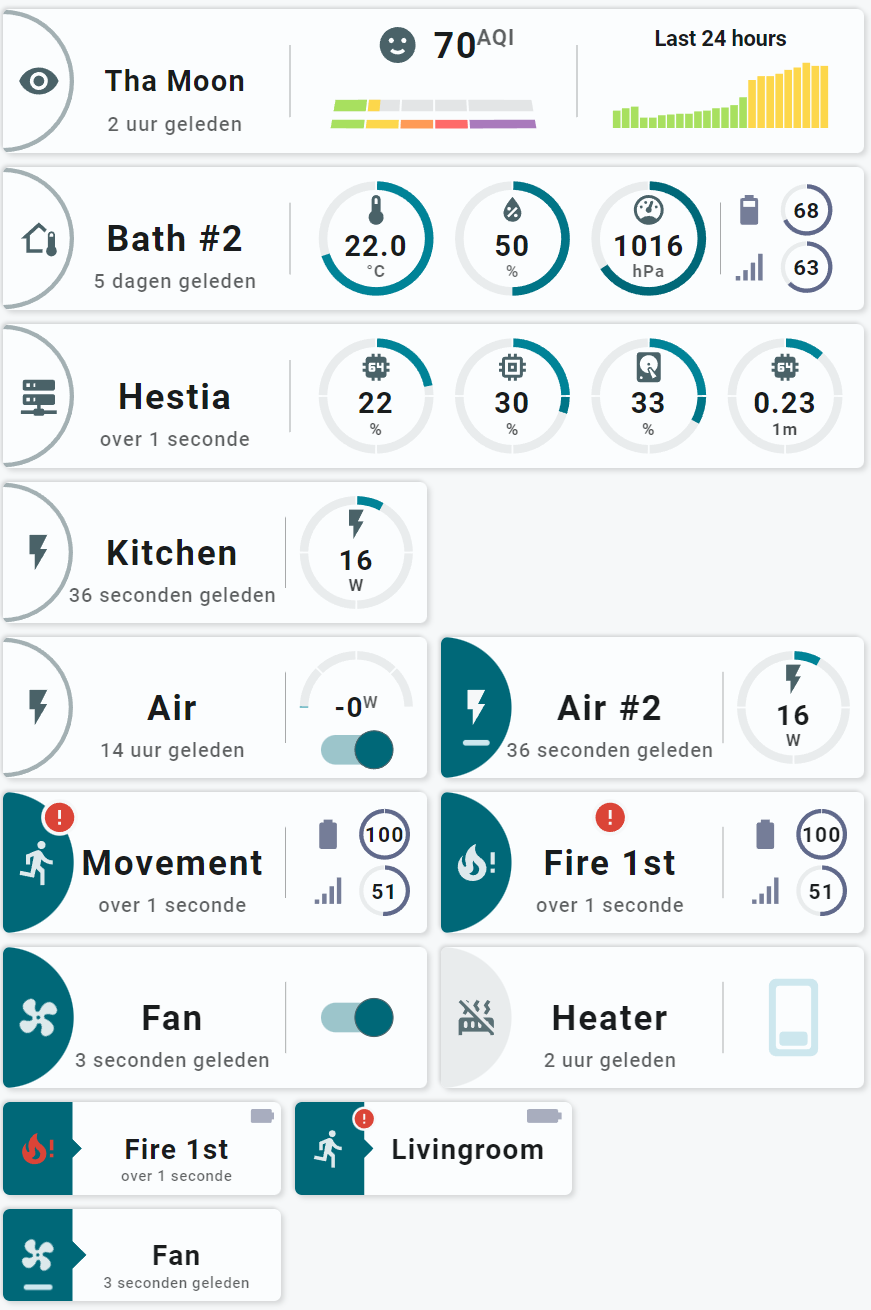 Tha Moon
2 uur geleden
70AQI
Last 24 hours
Bath #2
5 dagen geleden
22.0
°C
50
%
1016
hPa
68
63
Hestia
over 1 seconde
64
22
%
30
%
33
%
64
0.23
1m
Kitchen
36 seconden geleden
16
W
Air
14 uur geleden
-0W
Air #2
36 seconden geleden
16
W
Movement
over 1 seconde
100
51
Fire 1st
over 1 seconde
100
51
Fan
3 seconden geleden
Heater
2 uur geleden
Fire 1st
over 1 seconde
Livingroom
Fan
3 seconden geleden